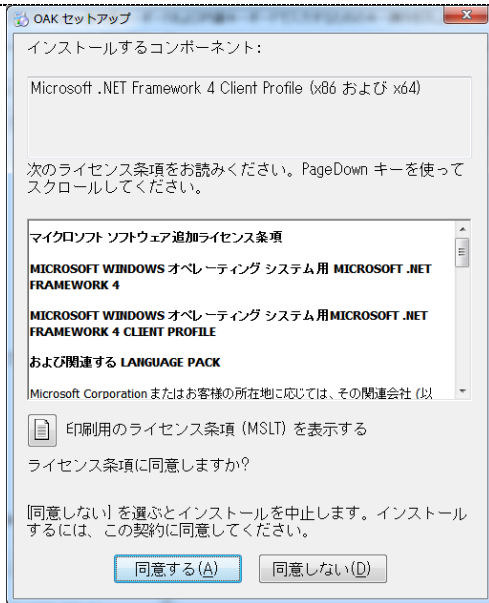 OAK セットアップ
インストールするコンポーネント:
Microsoft .NET Framework 4 Client Profile (x86 および x64)
次のライセンス条項をお読みください。PageDown キーを使って
スクロールしてください。
マイクロソフト ソフトウェア追加ライセンス条項
MICROSOFT WINDOWS オペレーティング システム用 MICROSOFT .NET
FRAMEWORK 4
MICROSOFT WINDOWS オペレーティング システム用MICROSOFT .NET
FRAMEWORK 4 CLIENT PROFILE
および関連する LANGUAGE PACK
Microsoft Corporation またはお客様の所在地に応じては、その関連会社 (以
印刷用のライセンス条項 (MSLT) を表示する
ライセンス条項に同意しますか?
[同意しない] を選ぶとインストールを中止します。インストール
するには、この契約に同意してください。
同意する(A)
同意しない(D)